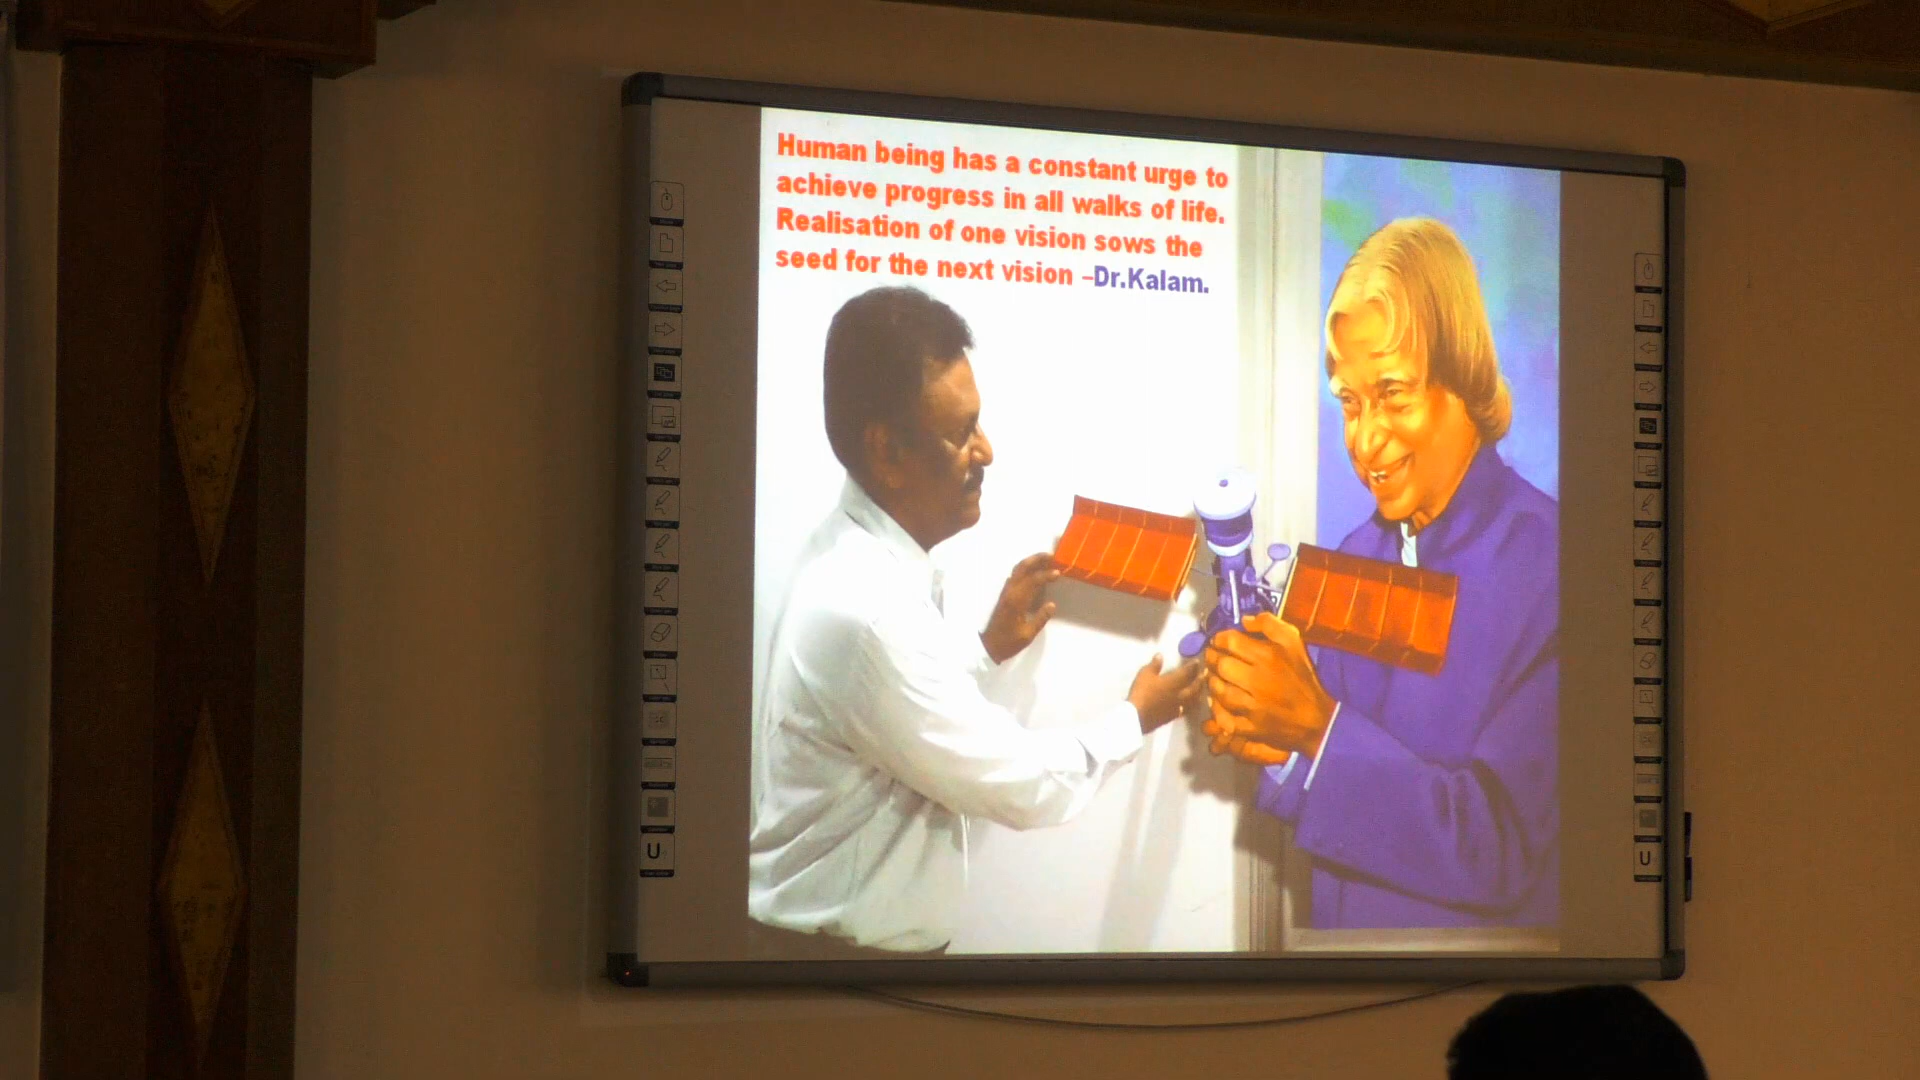 Human being has a constant urge to
achieve progress in all walks of life.
Realisation of one vision sows the
seed for the next vision –Dr.Kalam.
U
U